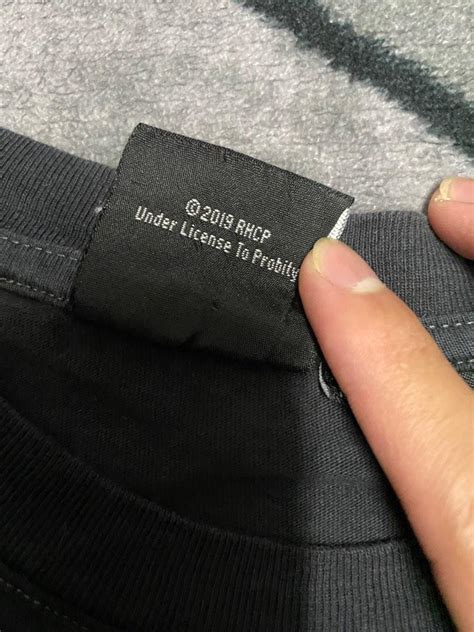 © 2019 RHCP
Under License To Probity